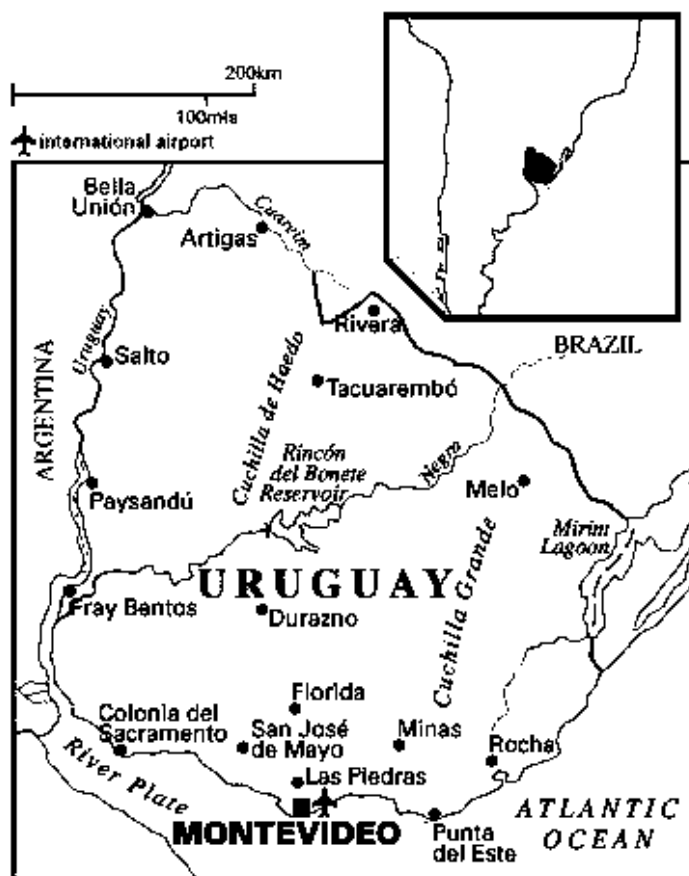 200km
100mls
international airport
Bella
Unión
Cuarvim
Artigas
Rivera
BRAZIL
Uruguay
Salto
ARGENTINA
Cuchilla de Haedo
Tacuarembó
Rincón
del Bonete
Reservoir
Negra
Melo
Paysandú
Mirim
Lagoon
URUGUAY
Cuchilla Grande
Fray Bentos
Durazno
Florida
Colonia del
Sacramento
San José
de Mayo
Minas
Rocha
River Plate
Las Piedras
MONTEVIDEO
Punta
del Este
ATLANTIC
OCEAN